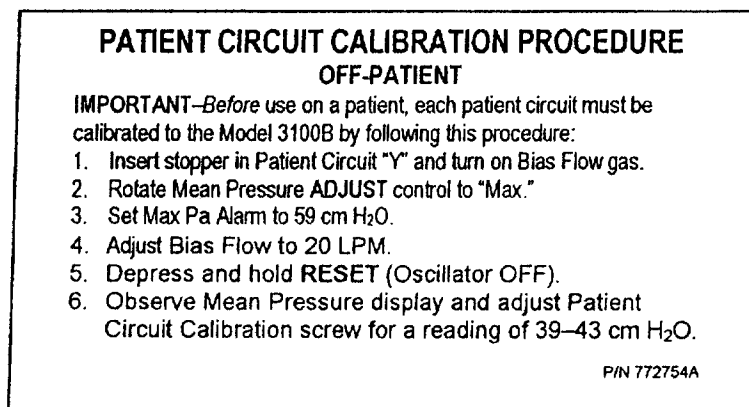 PATIENT CIRCUIT CALIBRATION PROCEDURE
OFF-PATIENT
IMPORTANT–Before use on a patient, each patient circuit must be
calibrated to the Model 3100B by following this procedure:
1. Insert stopper in Patient Circuit "Y" and turn on Bias Flow gas.
2. Rotate Mean Pressure ADJUST control to "Max."
3. Set Max Pa Alarm to 59 cm H₂O.
4. Adjust Bias Flow to 20 LPM.
5. Depress and hold RESET (Oscillator OFF).
6. Observe Mean Pressure display and adjust Patient
Circuit Calibration screw for a reading of 39–43 cm H₂O.
P/N 772754A